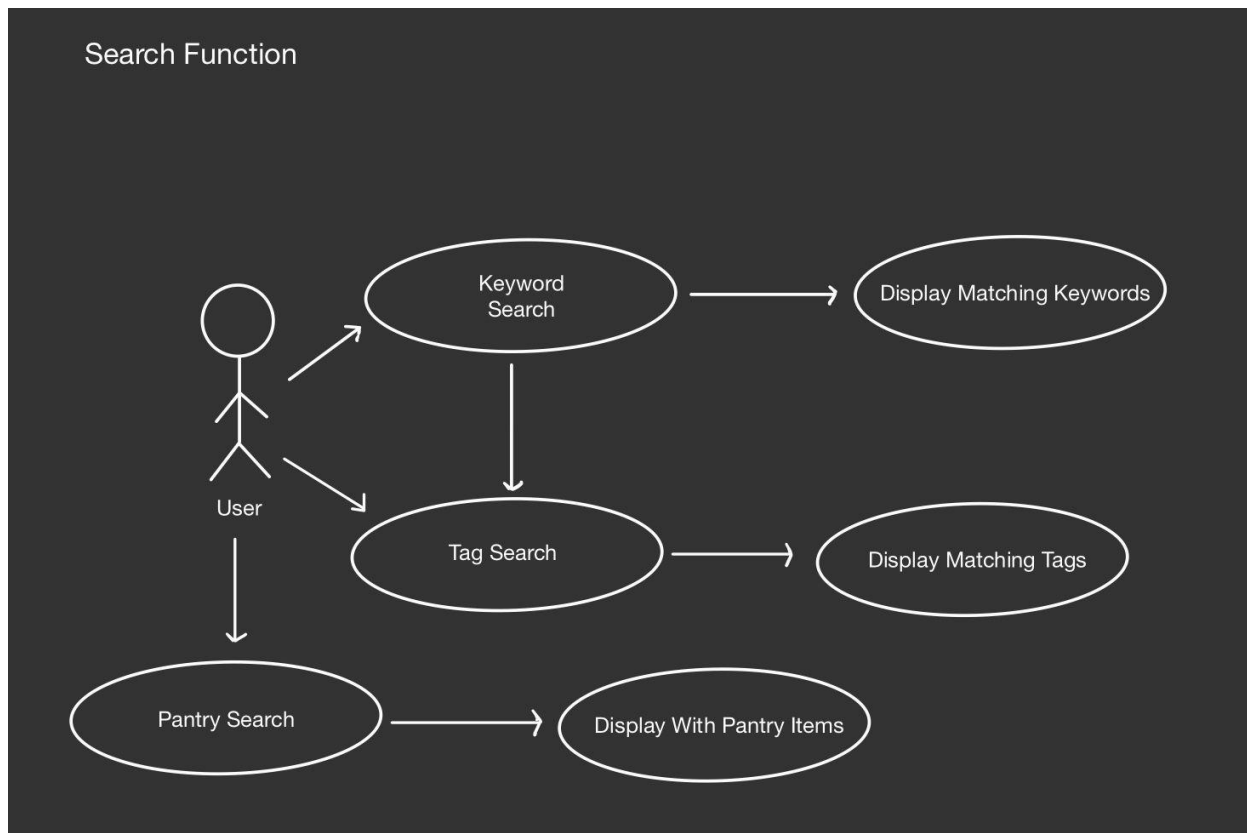 Search Function
Keyword
Search
Display Matching Keywords
User
Tag Search
Display Matching Tags
Pantry Search
Display With Pantry Items